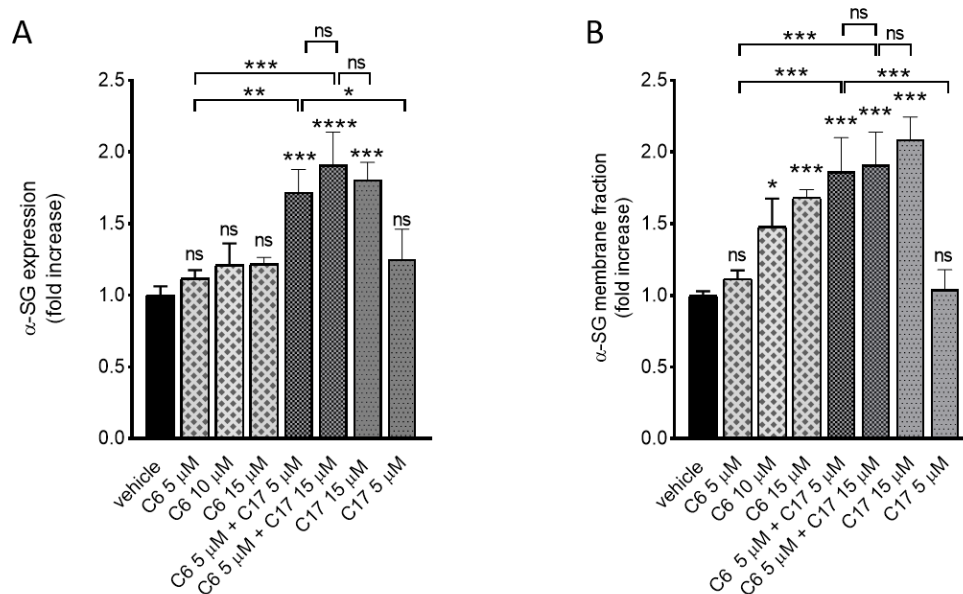 A
ns
*** ns
** *
2.5
****
*** ***
2.0
ns
ns ns ns
1.5
1.0
0.5
0.0
α-SG expression
(fold increase)
vehicle
C6 5 μM
C6 10 μM
C6 15 μM
C6 5 μM + C17 5 μM
C6 5 μM + C17 15 μM
C17 15 μM
C17 5 μM
B
ns
*** ns
*** ***
2.5
***
*** ***
2.0
***
*
1.5
ns ns
1.0
0.5
0.0
α-SG membrane fraction
(fold increase)
vehicle
C6 5 μM
C6 10 μM
C6 15 μM
C6 5 μM + C17 5 μM
C6 5 μM + C17 15 μM
C17 15 μM
C17 5 μM